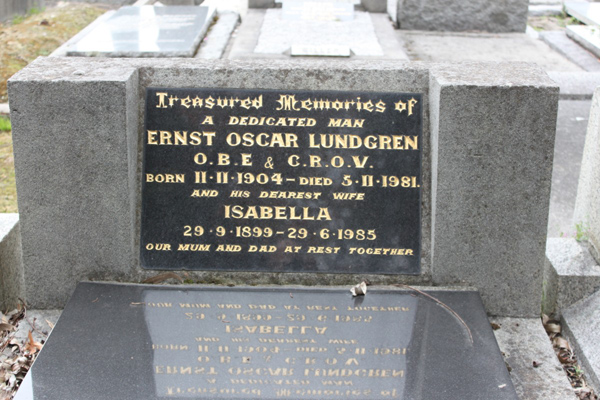 Treasured Memories of
A DEDICATED MAN
ERNST OSCAR LUNDGREN
O.B.E & C.R.O.V.
BORN 11·11·1904 – DIED 5·11·1981.
AND HIS DEAREST WIFE
ISABELLA
29·9·1899 – 29·6·1985
OUR MUM AND DAD AT REST TOGETHER